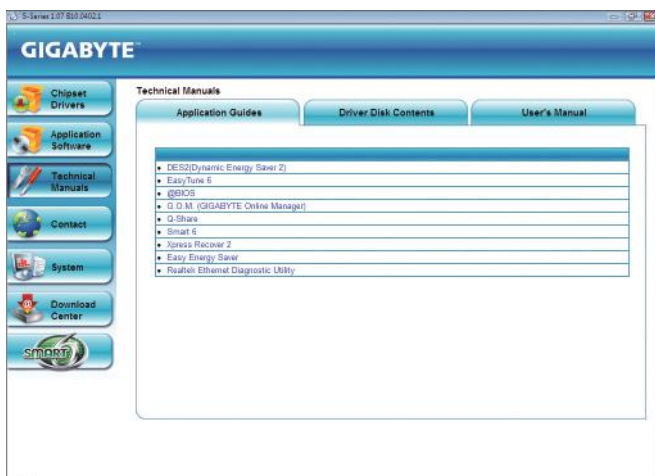 S-Series 1.07 B10.0402.1
GIGABYTE™
Chipset
Drivers
Application
Software
Technical
Manuals
Contact
System
Download
Center
SMART6
Technical Manuals
Application Guides
Driver Disk Contents
User's Manual
• DES2(Dynamic Energy Saver 2)
• EasyTune 6
• @BIOS
• G.O.M. (GIGABYTE Online Manager)
• Q-Share
• Smart 6
• Xpress Recover 2
• Easy Energy Saver
• Realtek Ethernet Diagnostic Utility